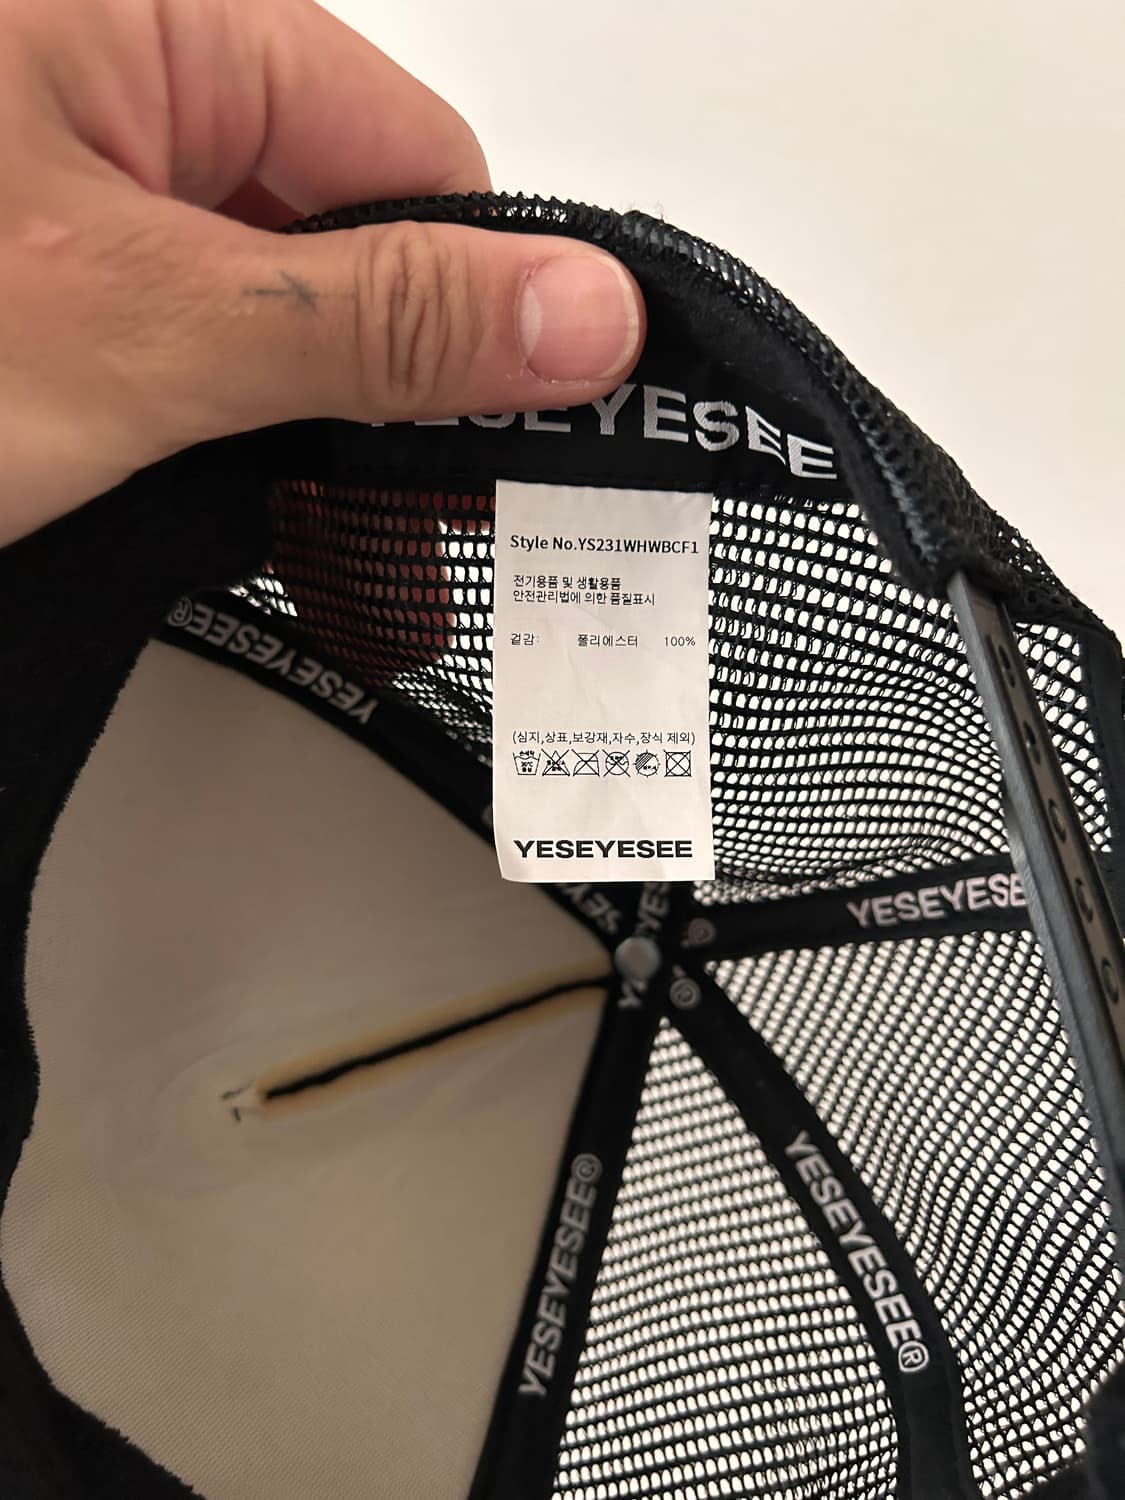 YESEYESEE
Style No.YS231WHWBCF1
전기용품 및 생활용품
안전관리법에 의한 품질표시
겉감: 폴리에스터 100%
(심지,상표,보강재,자수,장식 제외)
YESEYESEE
YESEYESEE®
YESEYESEE
YESEYESEE®
YESEYESEE®